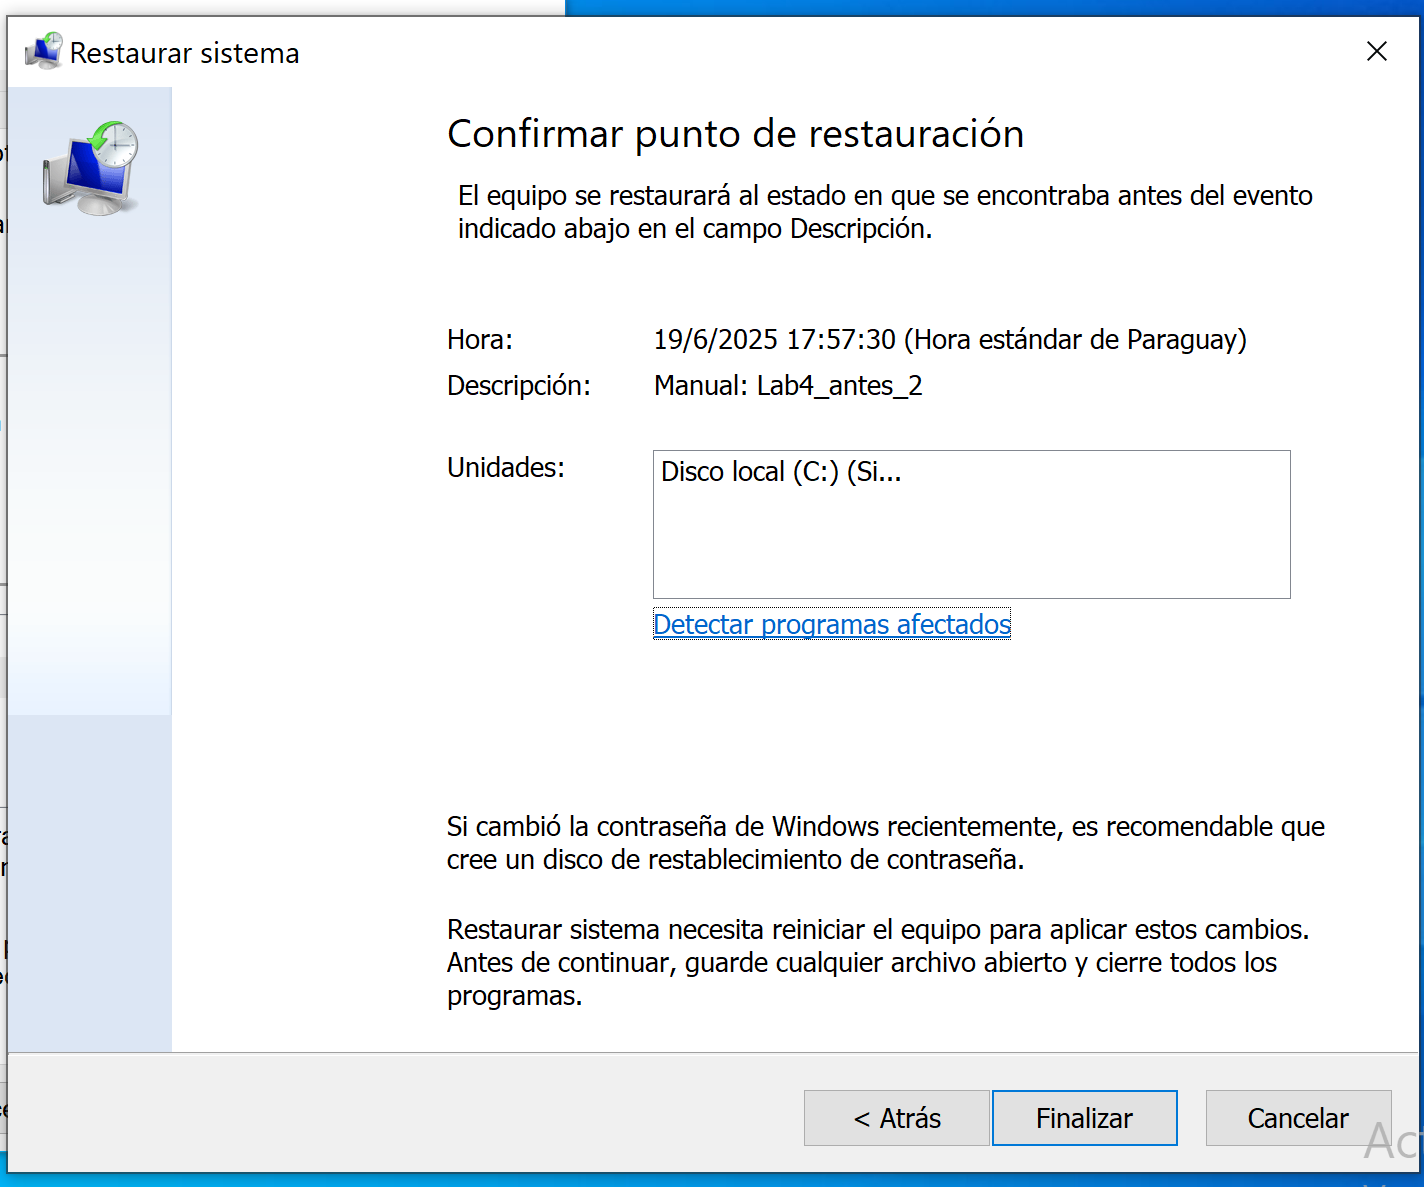 Restaurar sistema
Confirmar punto de restauración
El equipo se restaurará al estado en que se encontraba antes del evento
indicado abajo en el campo Descripción.
Hora: 19/6/2025 17:57:30 (Hora estándar de Paraguay)
Descripción: Manual: Lab4_antes_2
Unidades: Disco local (C:) (Si...
Detectar programas afectados
Si cambió la contraseña de Windows recientemente, es recomendable que
cree un disco de restablecimiento de contraseña.
Restaurar sistema necesita reiniciar el equipo para aplicar estos cambios.
Antes de continuar, guarde cualquier archivo abierto y cierre todos los
programas.
< Atrás Finalizar Cancelar